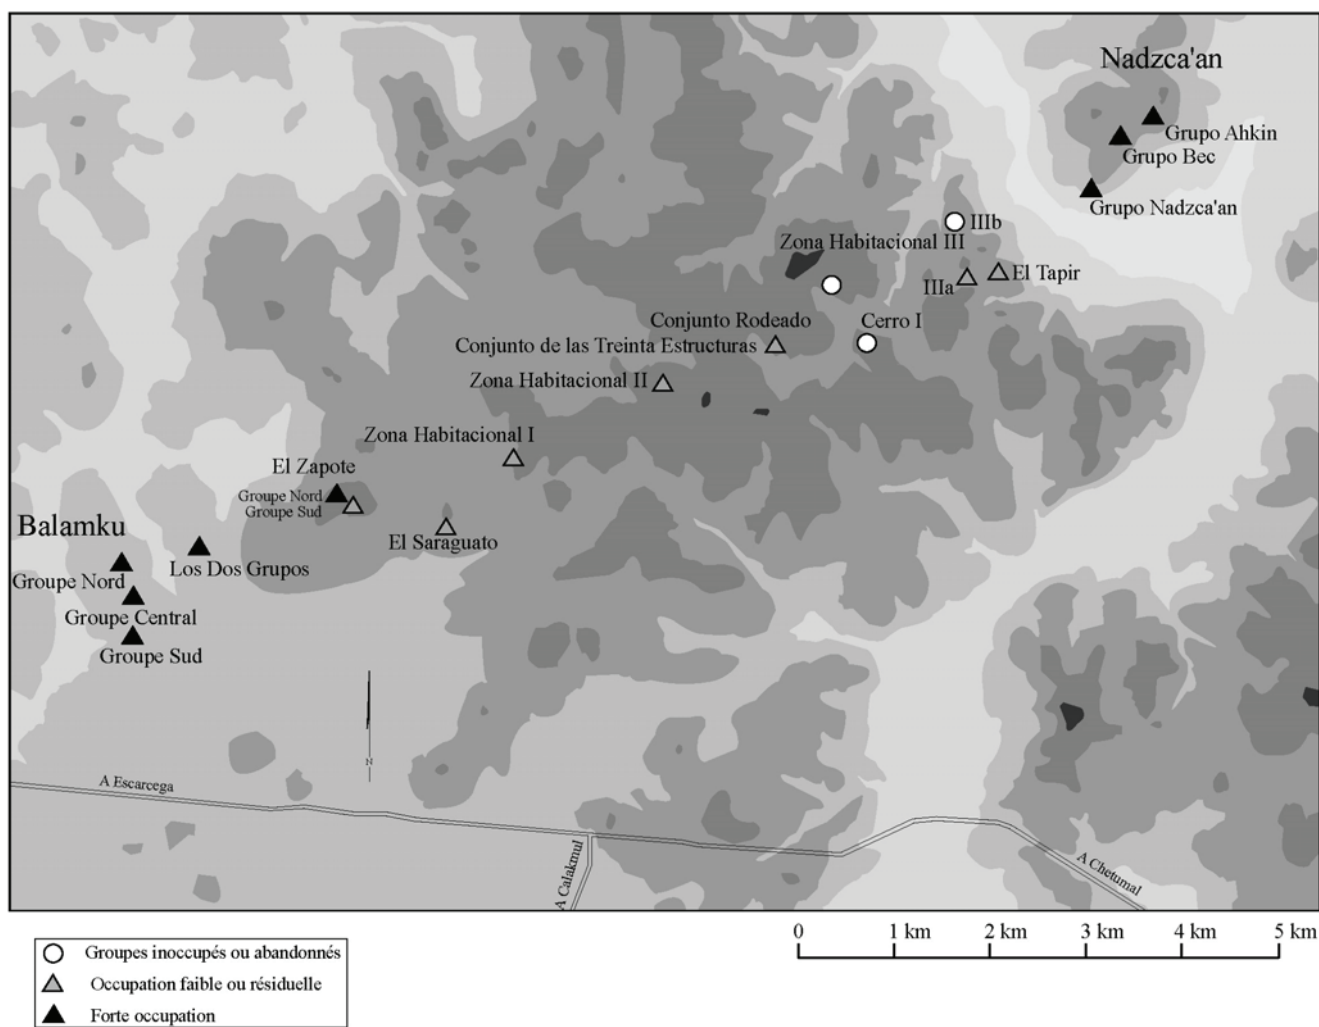 Nadzca'an
Grupo Ahkin
Grupo Bec
Grupo Nadzca'an
IIIb
Zona Habitacional III
El Tapir
IIIa
Conjunto Rodeado
Cerro I
Conjunto de las Treinta Estructuras
Zona Habitacional II
Zona Habitacional I
El Zapote
Groupe Nord
Groupe Sud
Balamku
El Saraguato
Los Dos Grupos
Groupe Nord
Groupe Central
Groupe Sud
N
A Escarcega
A Calakmul
A Chetumal
0 1 km 2 km 3 km 4 km 5 km
Groupes inoccupés ou abandonnés
Occupation faible ou résiduelle
Forte occupation